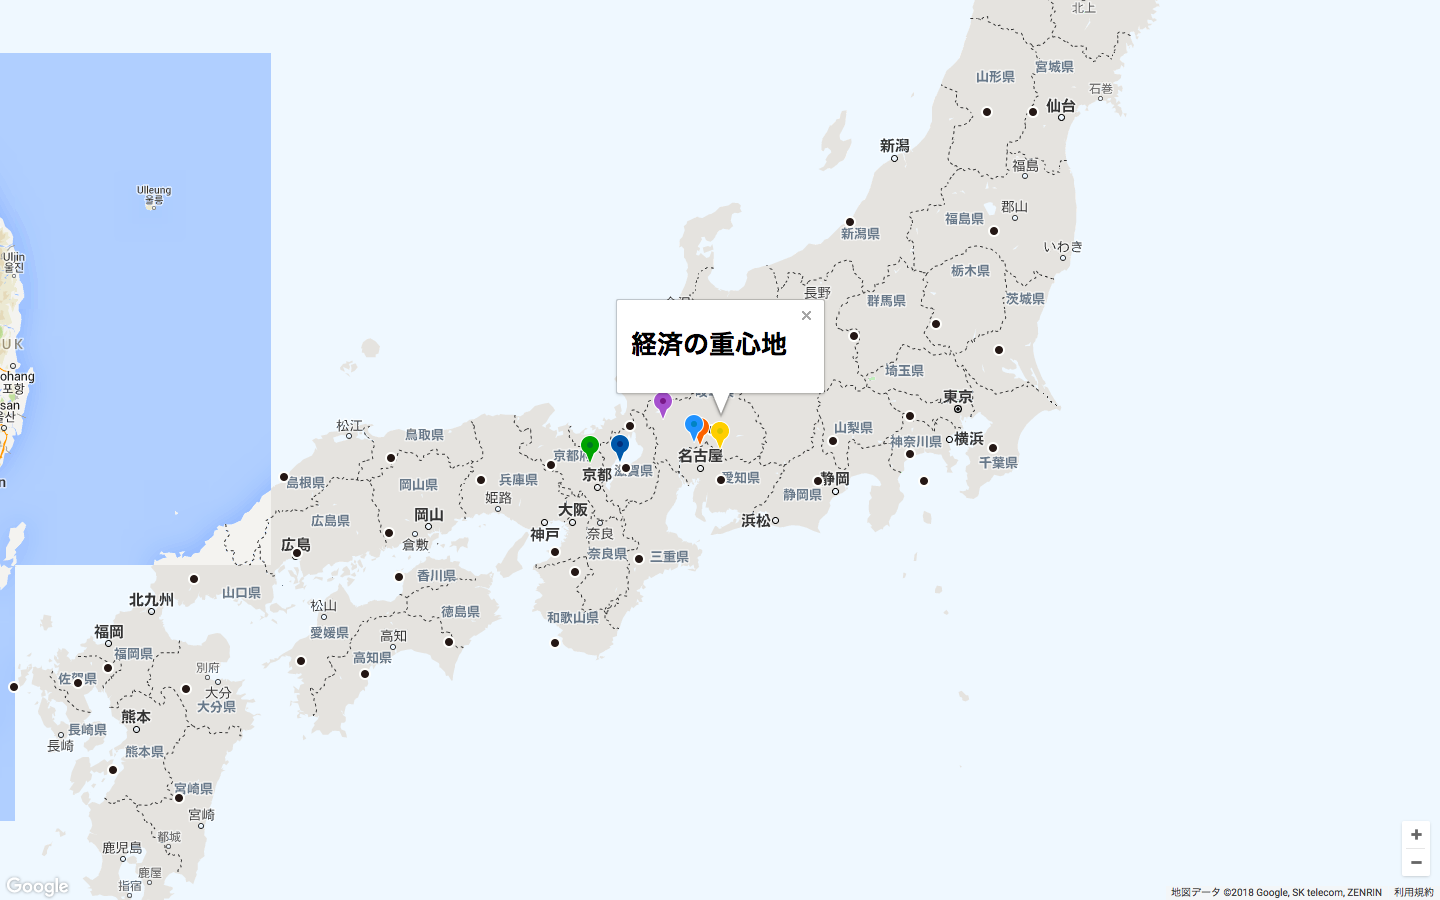 北上
宮城県
山形県
石巻
仙台
新潟
福島
Ulleung
울릉
郡山
福島県
新潟県
いわき
Uljin
울진
栃木県
長野
群馬県
茨城県
経済の重心地
UK
埼玉県
ohang
포항
東京
san
울산
松江
鳥取県
山梨県
神奈川県
横浜
京都府
名古屋
千葉県
滋賀県
京都
愛知県
兵庫県
島根県
岡山県
静岡
静岡県
姫路
大阪
岡山
広島県
浜松
神戸
奈良
広島
倉敷
奈良県
三重県
香川県
山口県
北九州
松山
徳島県
和歌山県
福岡
愛媛県
高知
福岡県
高知県
別府
佐賀県
大分
大分県
熊本
長崎県
長崎
熊本県
宮崎県
宮崎
都城
鹿児島
鹿屋
指宿
Google
地図データ ©2018 Google, SK telecom, ZENRIN 利用規約